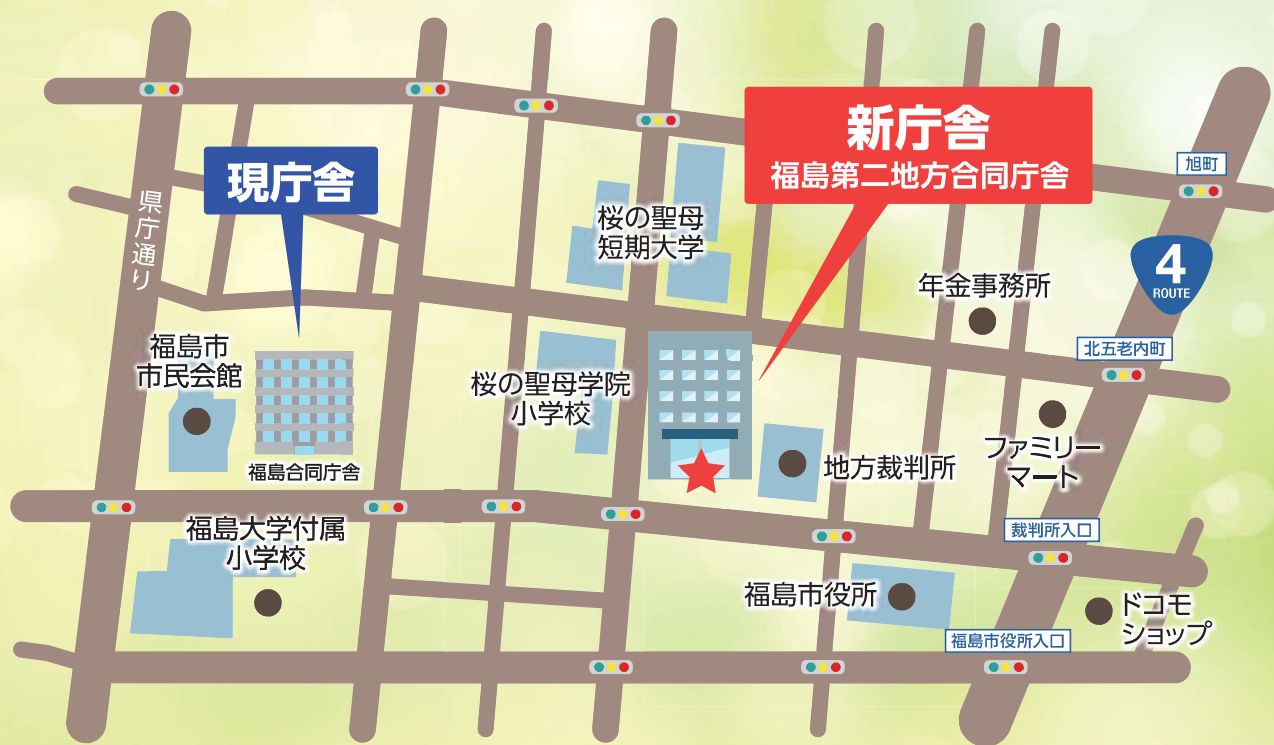 新庁舎
福島第二地方合同庁舎
旭町
現庁舎
県庁通り
桜の聖母
短期大学
4
ROUTE
年金事務所
北五老内町
福島市
市民会館
桜の聖母学院
小学校
ファミリー
マート
地方裁判所
福島合同庁舎
福島大学付属
小学校
裁判所入口
福島市役所
ドコモ
ショップ
福島市役所入口